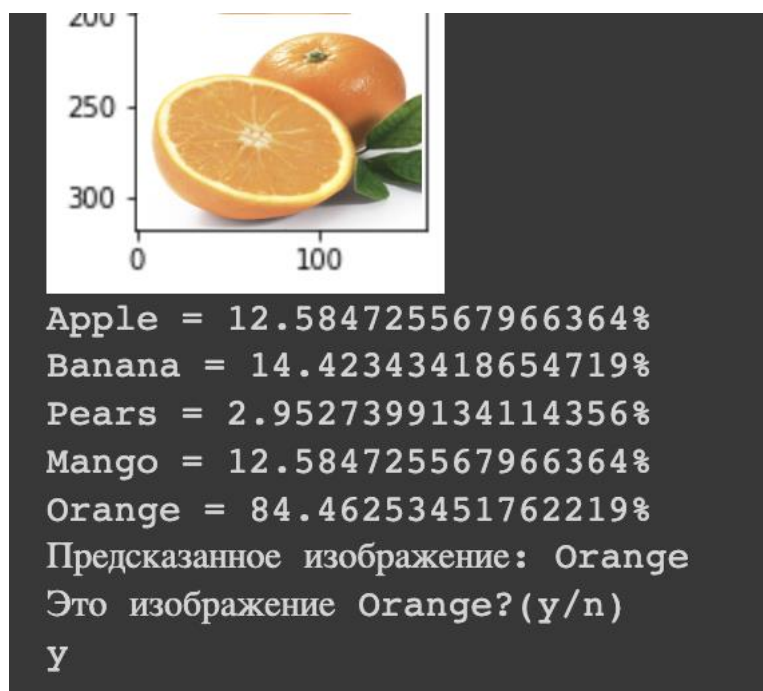 200
250
300
0 100
Apple = 12.584725567966364%
Banana = 14.42343418654719%
Pears = 2.9527399134114356%
Mango = 12.584725567966364%
Orange = 84.46253451762219%
Предсказанное изображение: Orange
Это изображение Orange?(y/n)
y